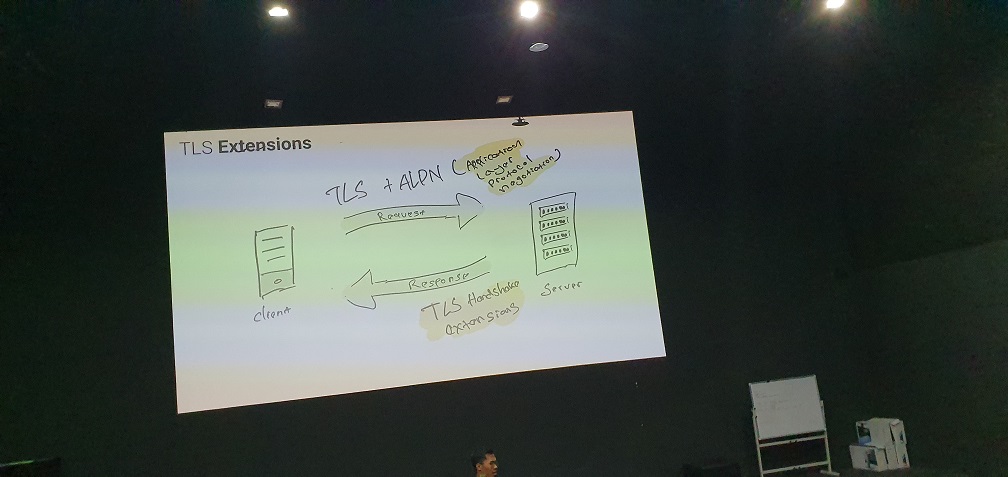 TLS Extensions
TLS + ALPN (Application
Layer
Protocol
negotiation)
Request
Response
client
Server
TLS Handshake
extensions